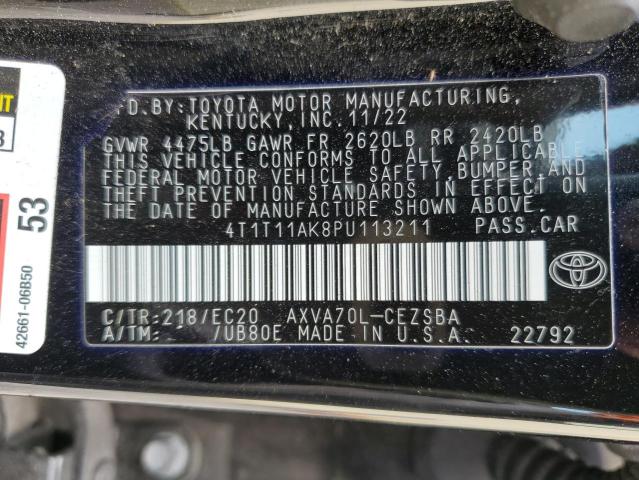 FD.BY: TOYOTA MOTOR MANUFACTURING,
KENTUCKY, INC. 11/22
GVWR 4475LB GAWR FR 2620LB RR 2420LB
THIS VEHICLE CONFORMS TO ALL APPLICABLE
FEDERAL MOTOR VEHICLE SAFETY, BUMPER, AND
THEFT PREVENTION STANDARDS IN EFFECT ON
THE DATE OF MANUFACTURE SHOWN ABOVE.
4T1T11AK8PU113211 PASS.CAR
C/TR:218/EC20 AXVA70L-CEZSBA
A/TM: - /UB80E MADE IN U.S.A. 22792
53
42661-06B50